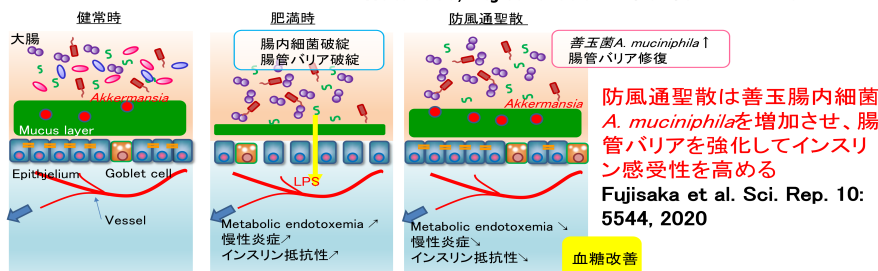 健常時
大腸
Akkermansia
Mucus layer
Epithjelium
Goblet cell
Vessel
肥満時
腸内細菌破綻
腸管バリア破綻
LPS
Metabolic endotoxemia ↗
慢性炎症↗
インスリン抵抗性↗
防風通聖散
善玉菌A. muciniphila↑
腸管バリア修復
Akkermansia
Metabolic endotoxemia ↘
慢性炎症↘
インスリン抵抗性↘
血糖改善
防風通聖散は善玉腸内細菌
A. muciniphilaを増加させ、腸
管バリアを強化してインスリ
ン感受性を高める
Fujisaka et al. Sci. Rep. 10:
5544, 2020